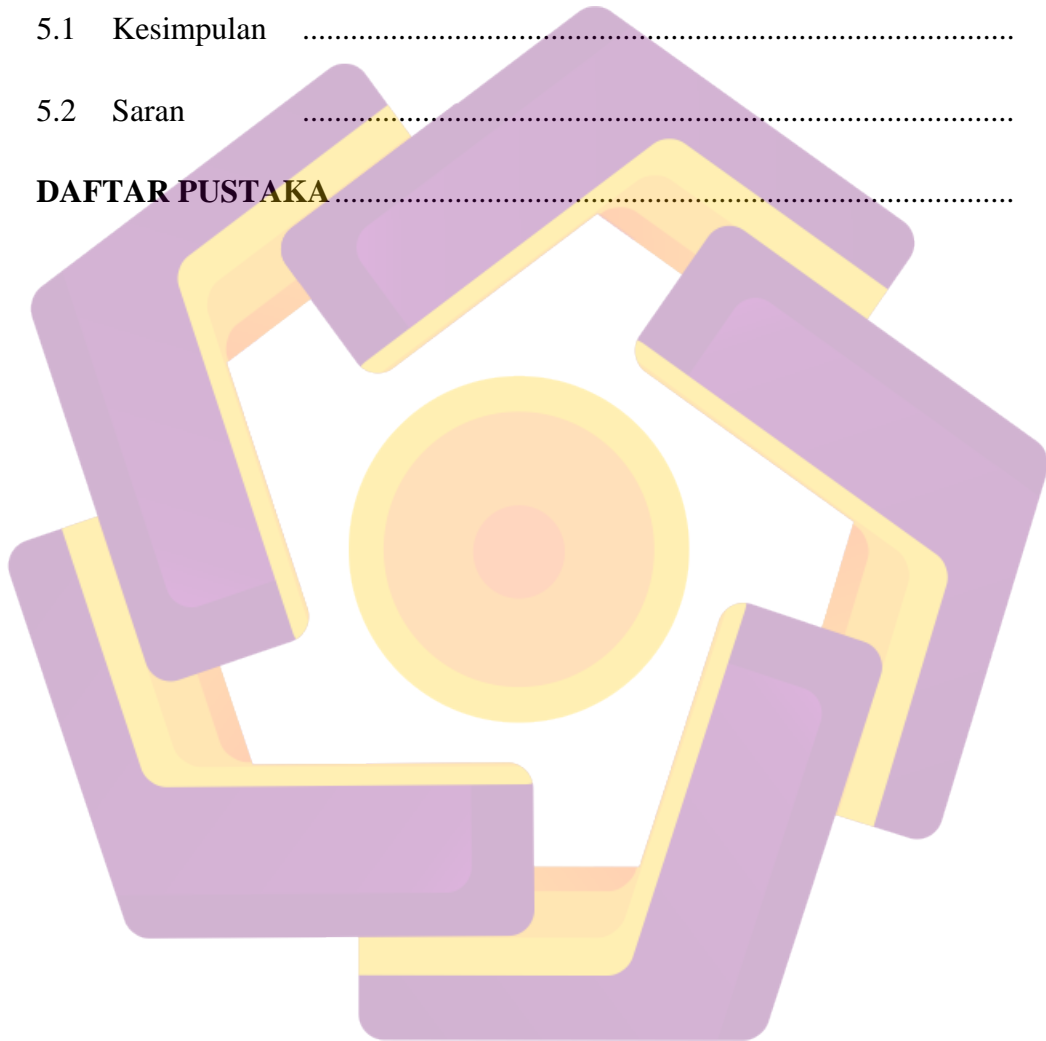 5.1 Kesimpulan ........................................................................................
5.2 Saran ........................................................................................
DAFTAR PUSTAKA....................................................................................